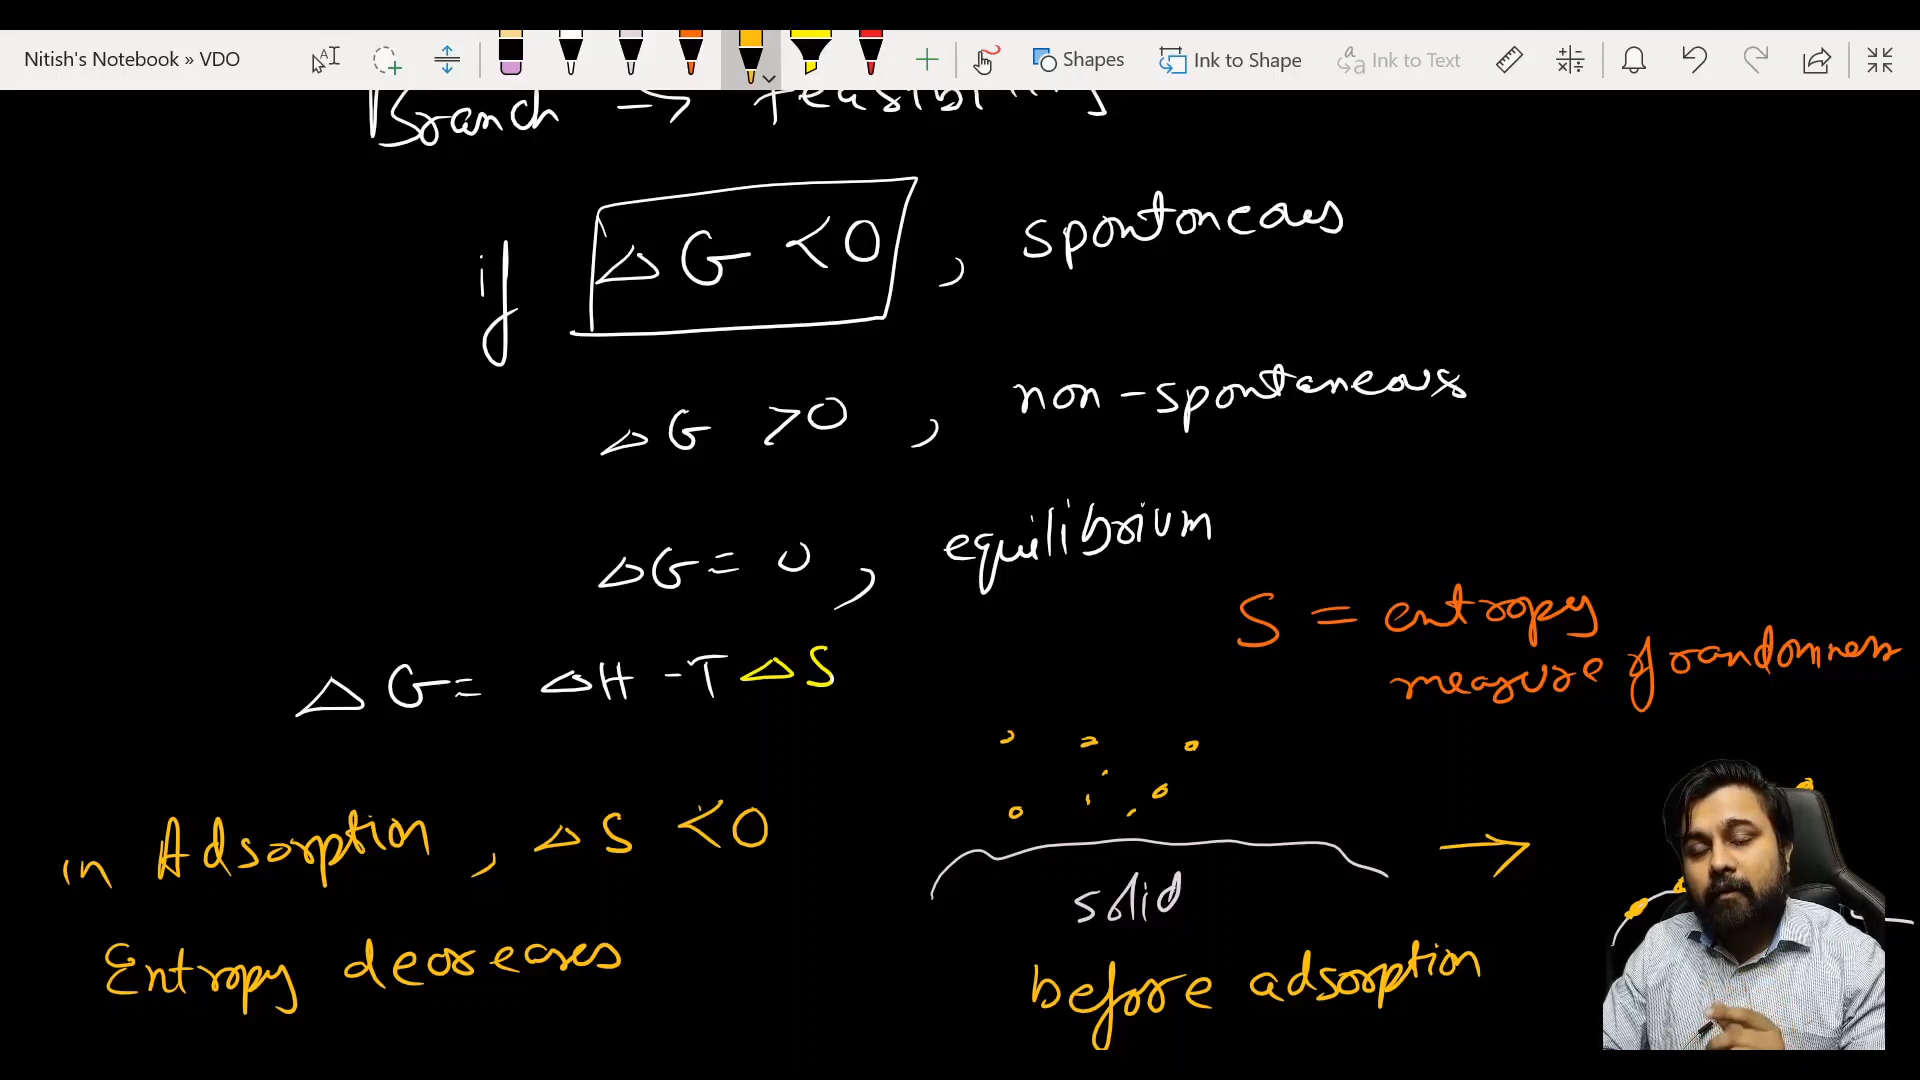 Nitish's Notebook » VDO
Shapes
Ink to Shape
Ink to Text
Branch → feasibility
if ΔG <0 , spontoneous
ΔG >0 , non-spontaneous
ΔG = 0 , equilibrium
S = entropy
measure of randomness
ΔG = ΔH -TΔS
in Adsorption , ΔS <0
solid
→
Entropy decreases
before adsorption